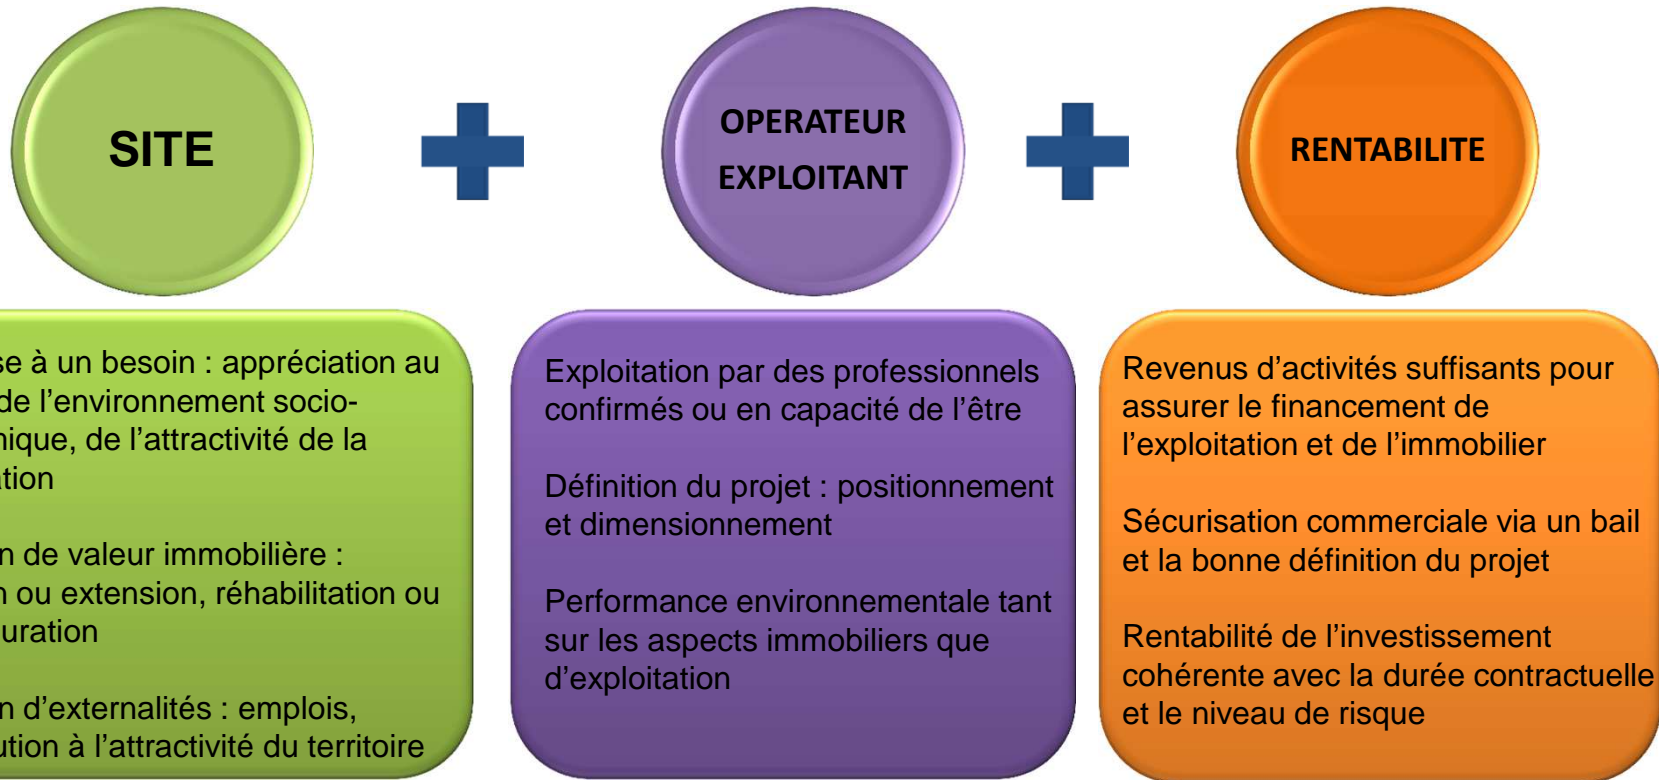 SITE
OPERATEUR
EXPLOITANT
RENTABILITE
se à un besoin : appréciation au
de l’environnement socio-
nique, de l’attractivité de la
ation
n de valeur immobilière :
n ou extension, réhabilitation ou
uration
n d’externalités : emplois,
ution à l’attractivité du territoire
Exploitation par des professionnels
confirmés ou en capacité de l’être
Définition du projet : positionnement
et dimensionnement
Performance environnementale tant
sur les aspects immobiliers que
d’exploitation
Revenus d’activités suffisants pour
assurer le financement de
l’exploitation et de l’immobilier
Sécurisation commerciale via un bail
et la bonne définition du projet
Rentabilité de l’investissement
cohérente avec la durée contractuelle
et le niveau de risque